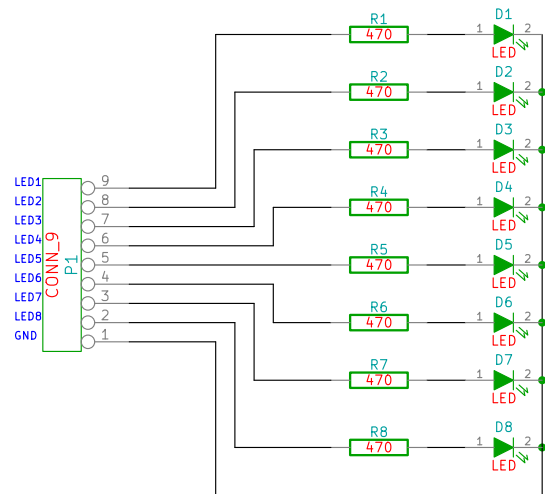 R1
470
1
D1
2
LED
R2
470
1
D2
2
LED
R3
470
1
D3
2
LED
R4
470
1
D4
2
LED
R5
470
1
D5
2
LED
R6
470
1
D6
2
LED
R7
470
1
D7
2
LED
R8
470
1
D8
2
LED
LED1
LED2
LED3
LED4
LED5
LED6
LED7
LED8
GND
CONN_9
P1
9
8
7
6
5
4
3
2
1